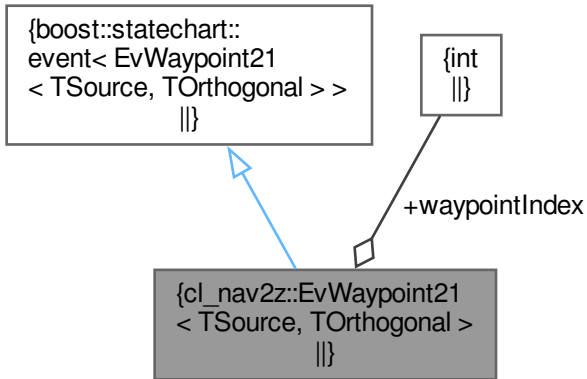 {boost::statechart::
event< EvWaypoint21
< TSource, TOrthogonal > >
||}
{int
||}
+waypointIndex
{cl_nav2z::EvWaypoint21
< TSource, TOrthogonal >
||}